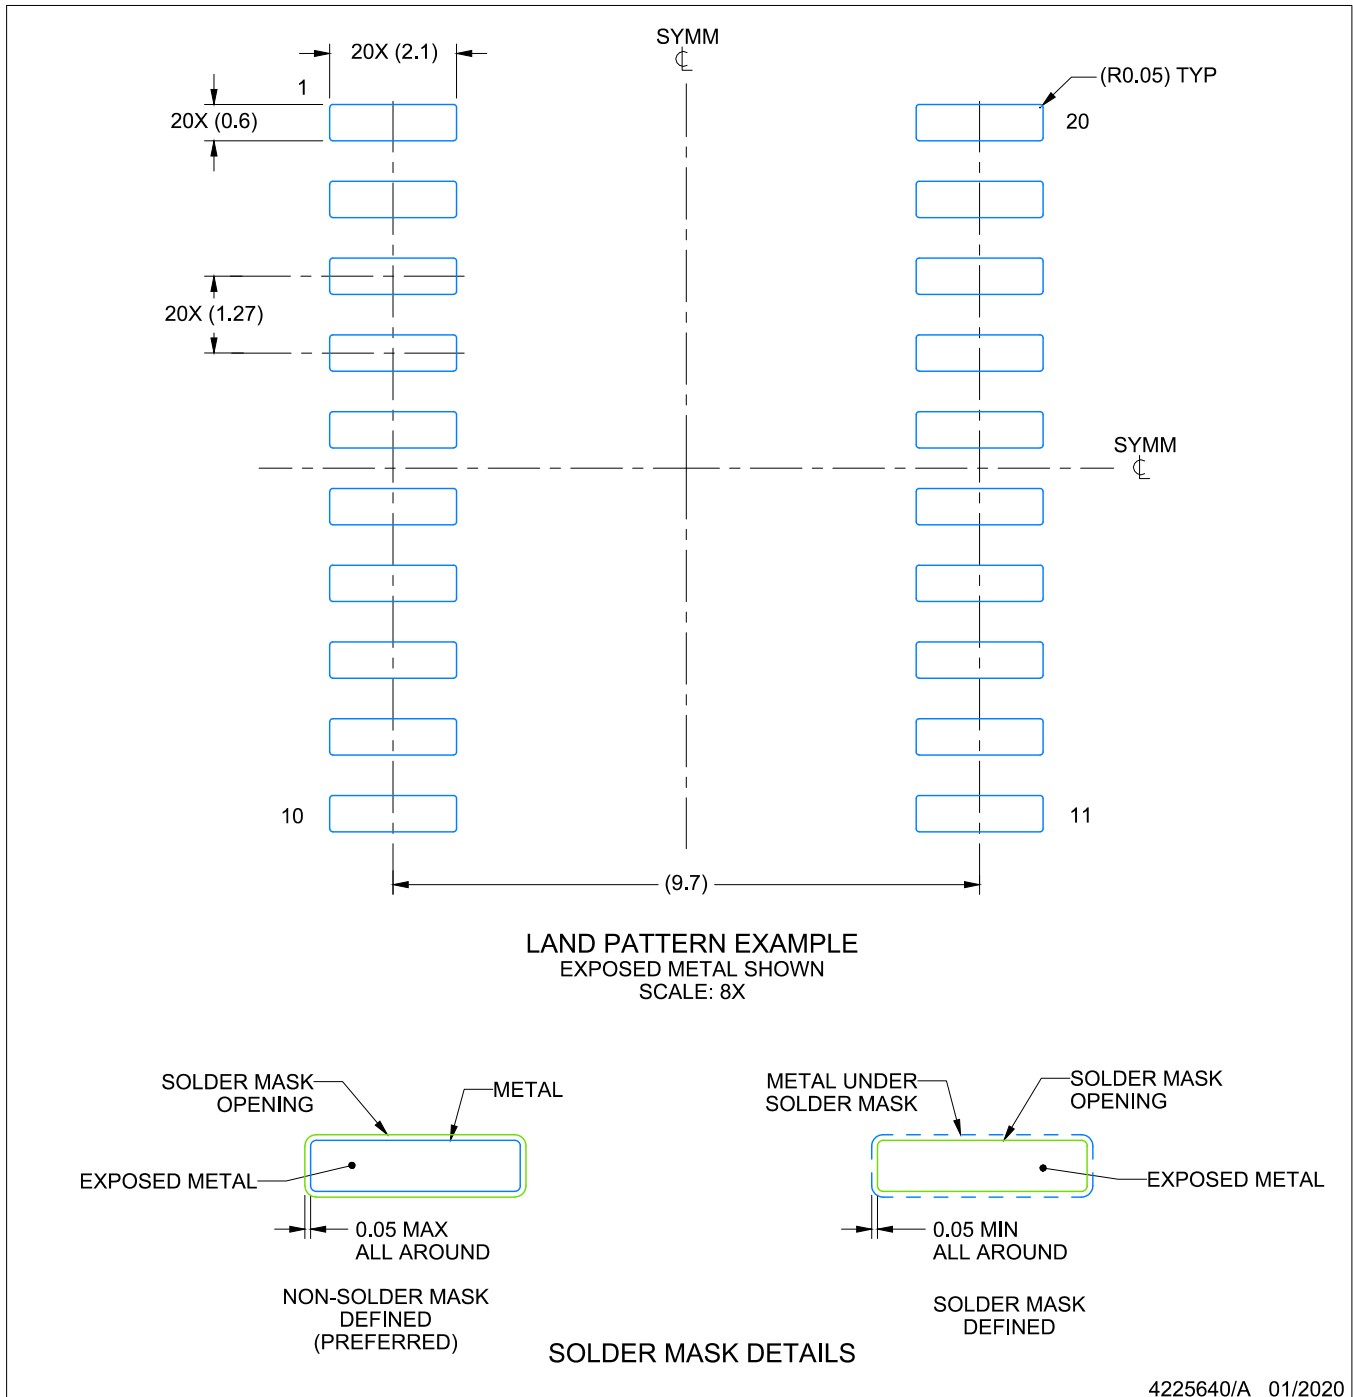 20X (2.1)
SYMM
(R0.05) TYP
1
20X (0.6)
20
20X (1.27)
SYMM
10
11
(9.7)
LAND PATTERN EXAMPLE
EXPOSED METAL SHOWN
SCALE: 8X
SOLDER MASK
OPENING
METAL
EXPOSED METAL
0.05 MAX
ALL AROUND
NON-SOLDER MASK
DEFINED
(PREFERRED)
METAL UNDER
SOLDER MASK
SOLDER MASK
OPENING
EXPOSED METAL
0.05 MIN
ALL AROUND
SOLDER MASK
DEFINED
SOLDER MASK DETAILS
4225640/A 01/2020